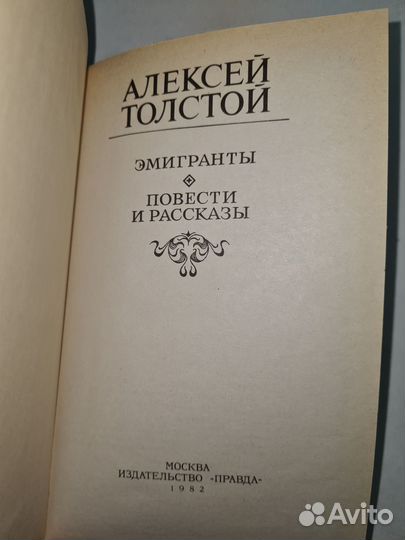 АЛЕКСЕЙ
ТОЛСТОЙ
ЭМИГРАНТЫ
ПОВЕСТИ
И РАССКАЗЫ
МОСКВА
ИЗДАТЕЛЬСТВО «ПРАВДА»
1982
Avito